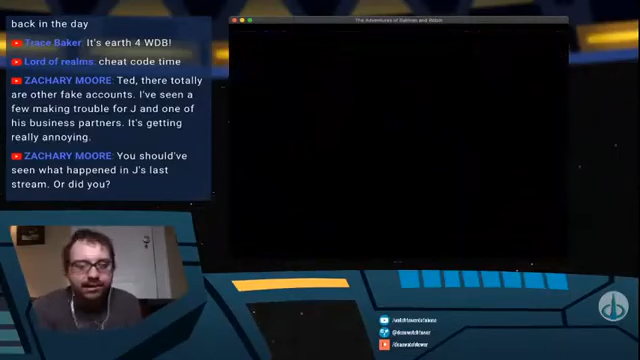 back in the day
Trace Baker: It's earth 4 WDB!
Lord of realms: cheat code time
ZACHARY MOORE: Ted, there totally
are other fake accounts. I've seen a
few making trouble for J and one of
his business partners. It's getting
really annoying.
ZACHARY MOORE: You should've
seen what happened in J's last
stream. Or did you?
The Adventures of Batman and Robin